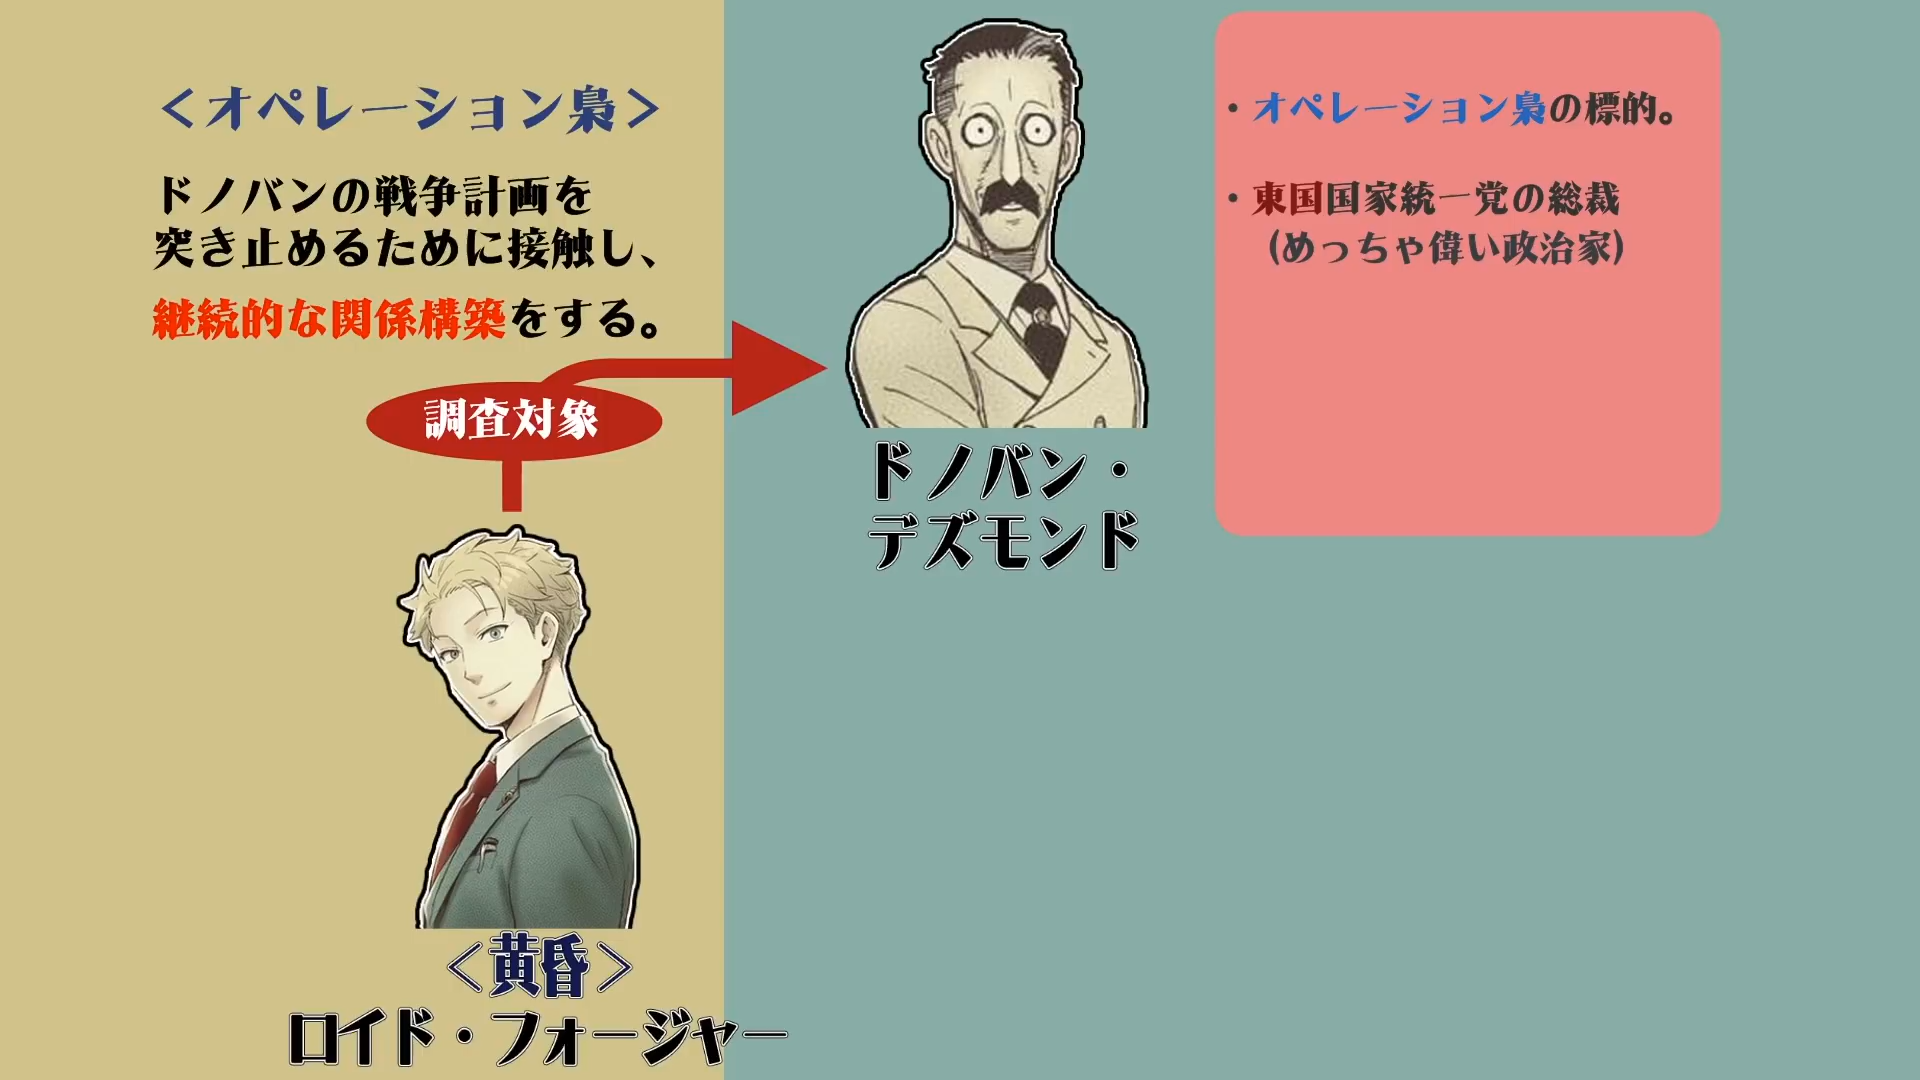 ＜オペレーション梟＞
ドノバンの戦争計画を
突き止めるために接触し、
継続的な関係構築をする。
調査対象
＜黄昏＞
ロイド・フォージャー
ドノバン・
デズモンド
・オペレーション梟の標的。
・東国国家統一党の総裁
(めっちゃ偉い政治家)